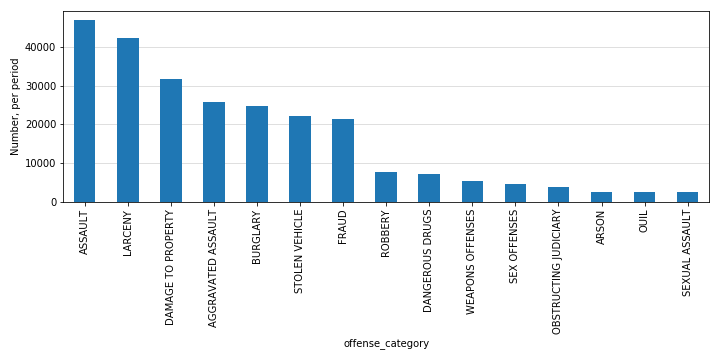 Number, per period
40000
30000
20000
10000
0
ASSAULT
LARCENY
DAMAGE TO PROPERTY
AGGRAVATED ASSAULT
BURGLARY
STOLEN VEHICLE
FRAUD
ROBBERY
DANGEROUS DRUGS
WEAPONS OFFENSES
SEX OFFENSES
OBSTRUCTING JUDICIARY
ARSON
OUIL
SEXUAL ASSAULT
offense_category